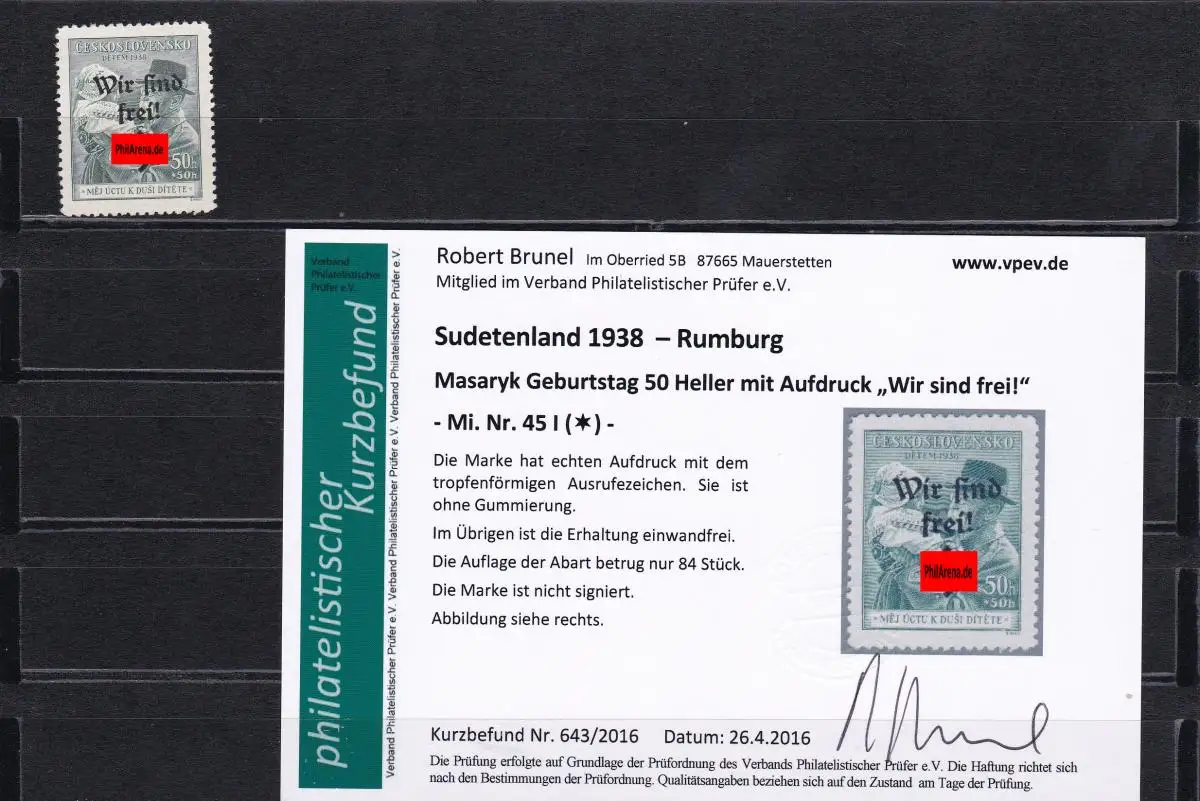 ČESKOSLOVENSKO
DĚTEM 1938
Wir sind
frei!
PhilArena.de
50h
*50h
MĚJ ÚCTU K DUŠI DÍTĚTE
Verband
Philatelistischer
Prüfer e.V.
philatelistischer
Kurzbefund
Verband Philatelistischer Prüfer e.V. Verband Philatelistischer Prüfer e.V. Verband Philatelistischer Prüfer e.V.
Robert Brunel Im Oberried 5B 87665 Mauerstetten
www.vpev.de
Mitglied im Verband Philatelistischer Prüfer e.V.
Sudetenland 1938 – Rumburg
Masaryk Geburtstag 50 Heller mit Aufdruck „Wir sind frei!“
- Mi. Nr. 45 I (✶) -
Die Marke hat echten Aufdruck mit dem
tropfenförmigen Ausrufezeichen. Sie ist
ohne Gummierung.
Im Übrigen ist die Erhaltung einwandfrei.
Die Auflage der Abart betrug nur 84 Stück.
Die Marke ist nicht signiert.
Abbildung siehe rechts.
ČESKOSLOVENSKO
DĚTEM 1938
Wir sind
frei!
PhilArena.de
50h
*50h
MĚJ ÚCTU K DUŠI DÍTĚTE
Kurzbefund Nr. 643/2016 Datum: 26.4.2016
Die Prüfung erfolgte auf Grundlage der Prüfordnung des Verbands Philatelistischer Prüfer e.V. Die Haftung richtet sich
nach den Bestimmungen der Prüfordnung. Qualitätsangaben beziehen sich auf den Zustand am Tage der Prüfung.